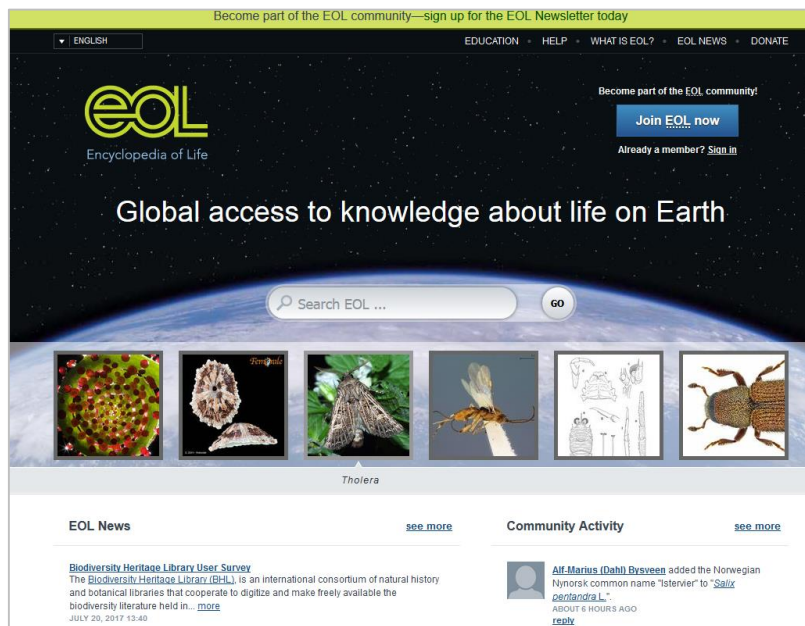 Become part of the EOL community—sign up for the EOL Newsletter today
ENGLISH
EDUCATION HELP WHAT IS EOL? EOL NEWS DONATE
eol
Encyclopedia of Life
Become part of the EOL community!
Join EOL now
Already a member? Sign in
Global access to knowledge about life on Earth
Search EOL ...
GO
Tholera
EOL News
see more
Biodiversity Heritage Library User Survey
The Biodiversity Heritage Library (BHL), is an international consortium of natural history
and botanical libraries that cooperate to digitize and make freely available the
biodiversity literature held in... more
JULY 20, 2017 13:40
Community Activity
see more
Alf-Marius (Dahl) Bysveen added the Norwegian
Nynorsk common name "Istervier" to "Salix
pentandra L.".
ABOUT 6 HOURS AGO
reply